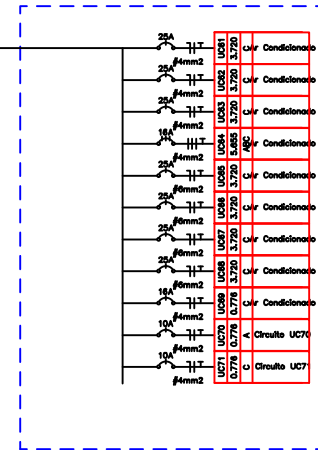 25A #4mm2 UC61 3.720 C Ar Condicionado
25A #4mm2 UC62 3.720 C Ar Condicionado
25A #4mm2 UC63 3.720 C Ar Condicionado
16A #4mm2 UC64 5.655 ABC Ar Condicionado
25A #6mm2 UC65 3.720 C Ar Condicionado
25A #6mm2 UC66 3.720 C Ar Condicionado
25A #6mm2 UC67 3.720 C Ar Condicionado
25A #6mm2 UC68 3.720 C Ar Condicionado
16A #4mm2 UC69 0.776 C Ar Condicionado
10A #4mm2 UC70 0.776 A Circuito UC70
10A #4mm2 UC71 0.776 C Circuito UC71